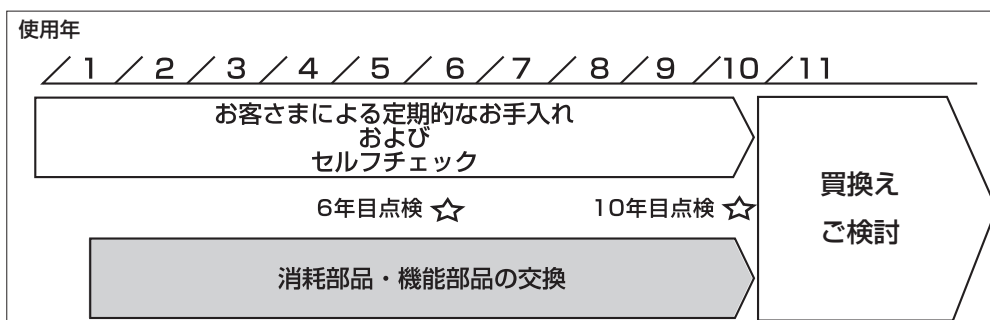 使用年
／1／2／3／4／5／6／7／8／9／10／11
お客さまによる定期的なお手入れ
および
セルフチェック
6年目点検☆
10年目点検☆
買換え
ご検討
消耗部品・機能部品の交換